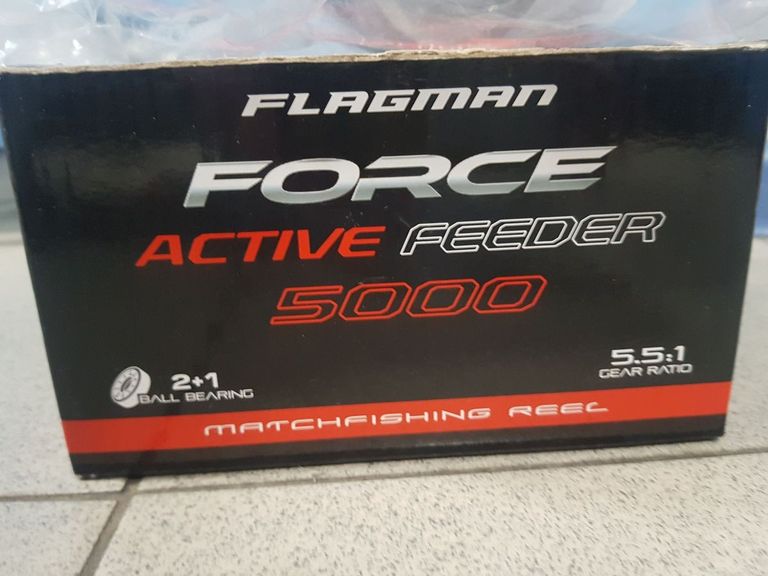 FLAGMAN
FORCE
ACTIVE FEEDER
5000
2+1
BALL BEARING
5.5:1
GEAR RATIO
MATCHFISHING REEL